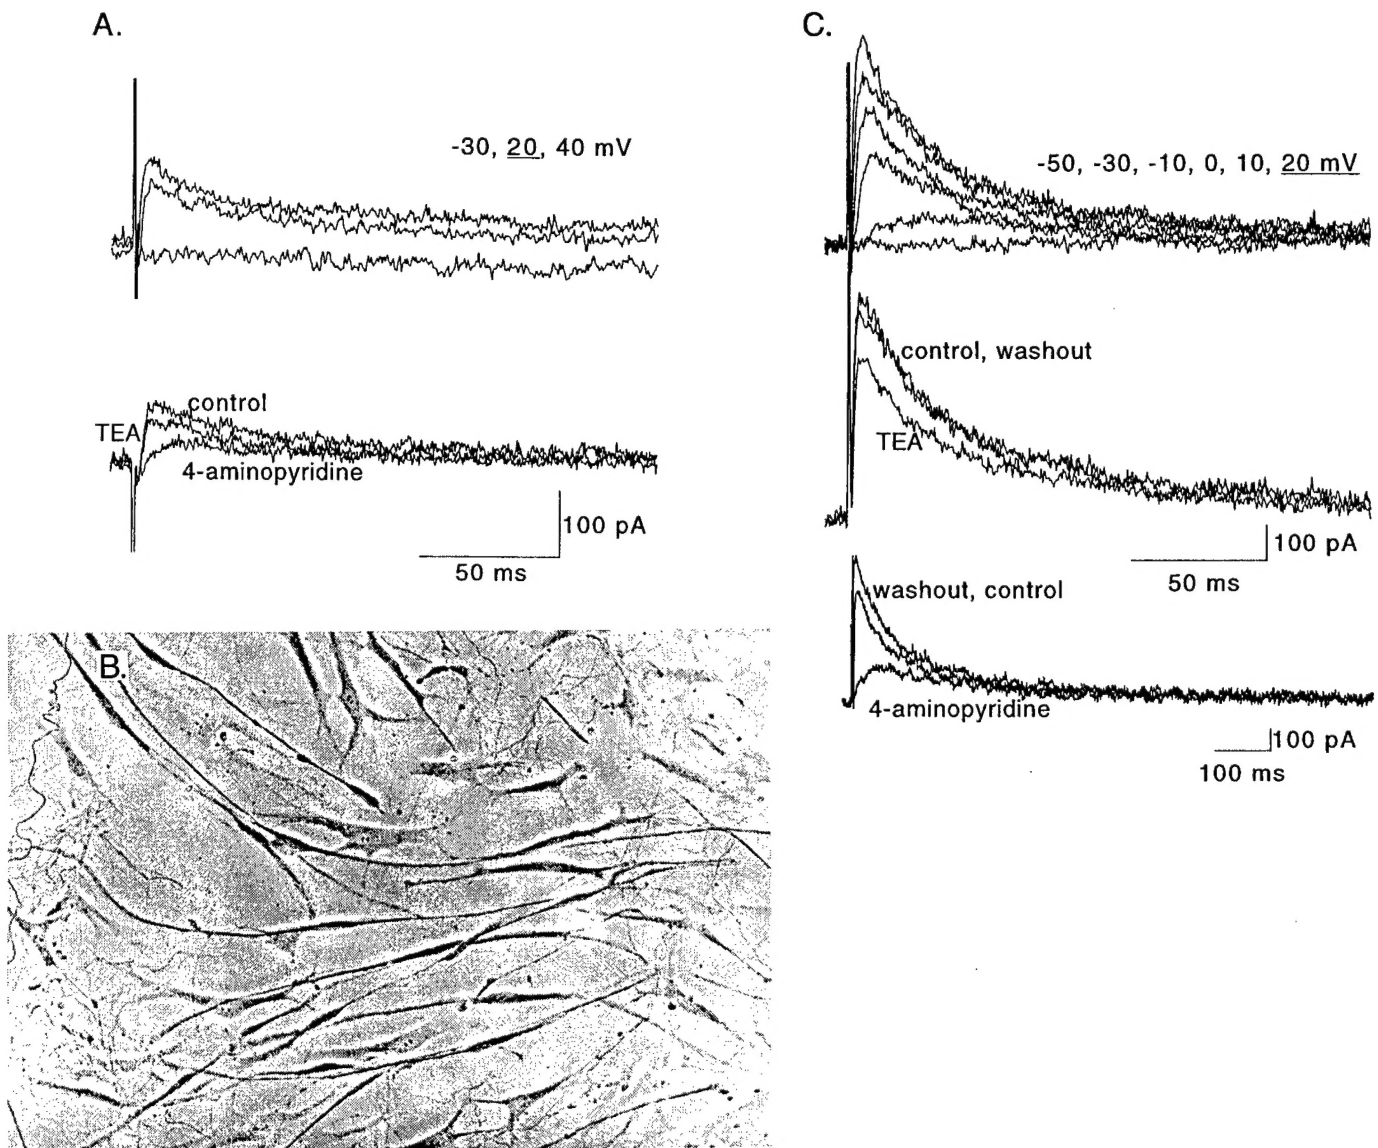 A.
-30, 20, 40 mV
control
TEA
4-aminopyridine
100 pA
50 ms
B.
C.
-50, -30, -10, 0, 10, 20 mV
control, washout
TEA
100 pA
50 ms
washout, control
4-aminopyridine
100 pA
100 ms